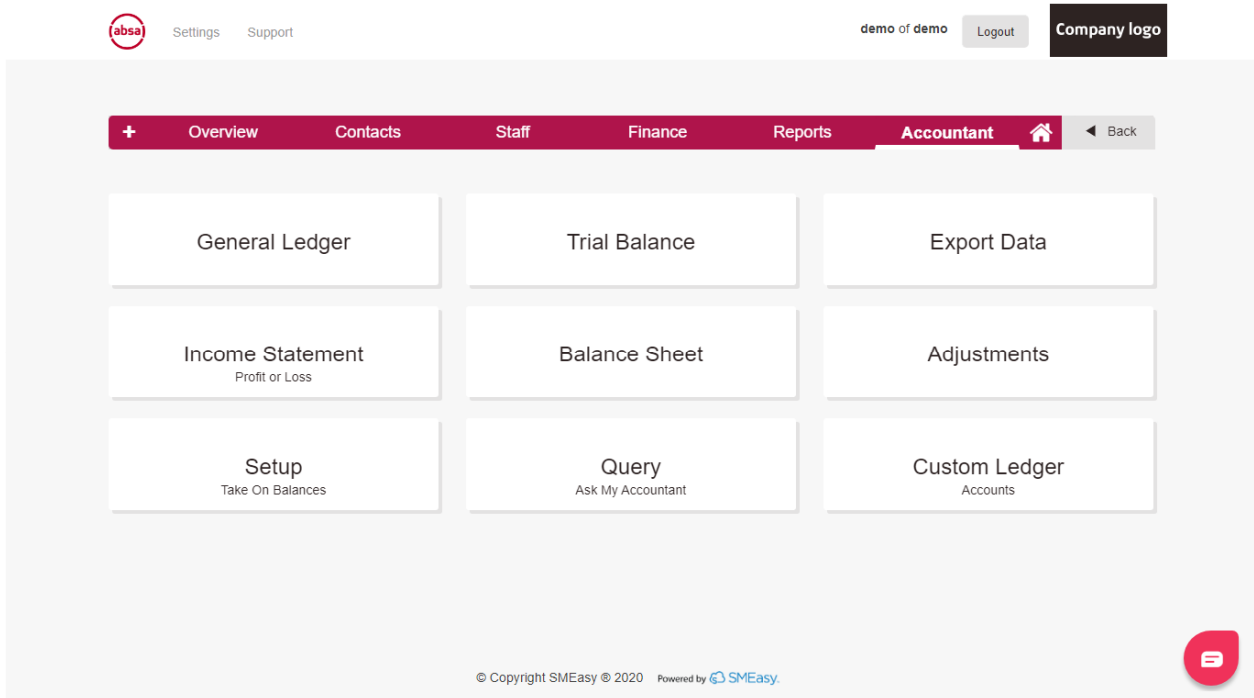 absa Settings Support demo of demo Logout Company logo
+ Overview Contacts Staff Finance Reports Accountant Back
General Ledger Trial Balance Export Data
Income Statement Balance Sheet Adjustments
Profit or Loss
Setup Query Custom Ledger
Take On Balances Ask My Accountant Accounts
© Copyright SMEasy ® 2020 Powered by SMEasy.